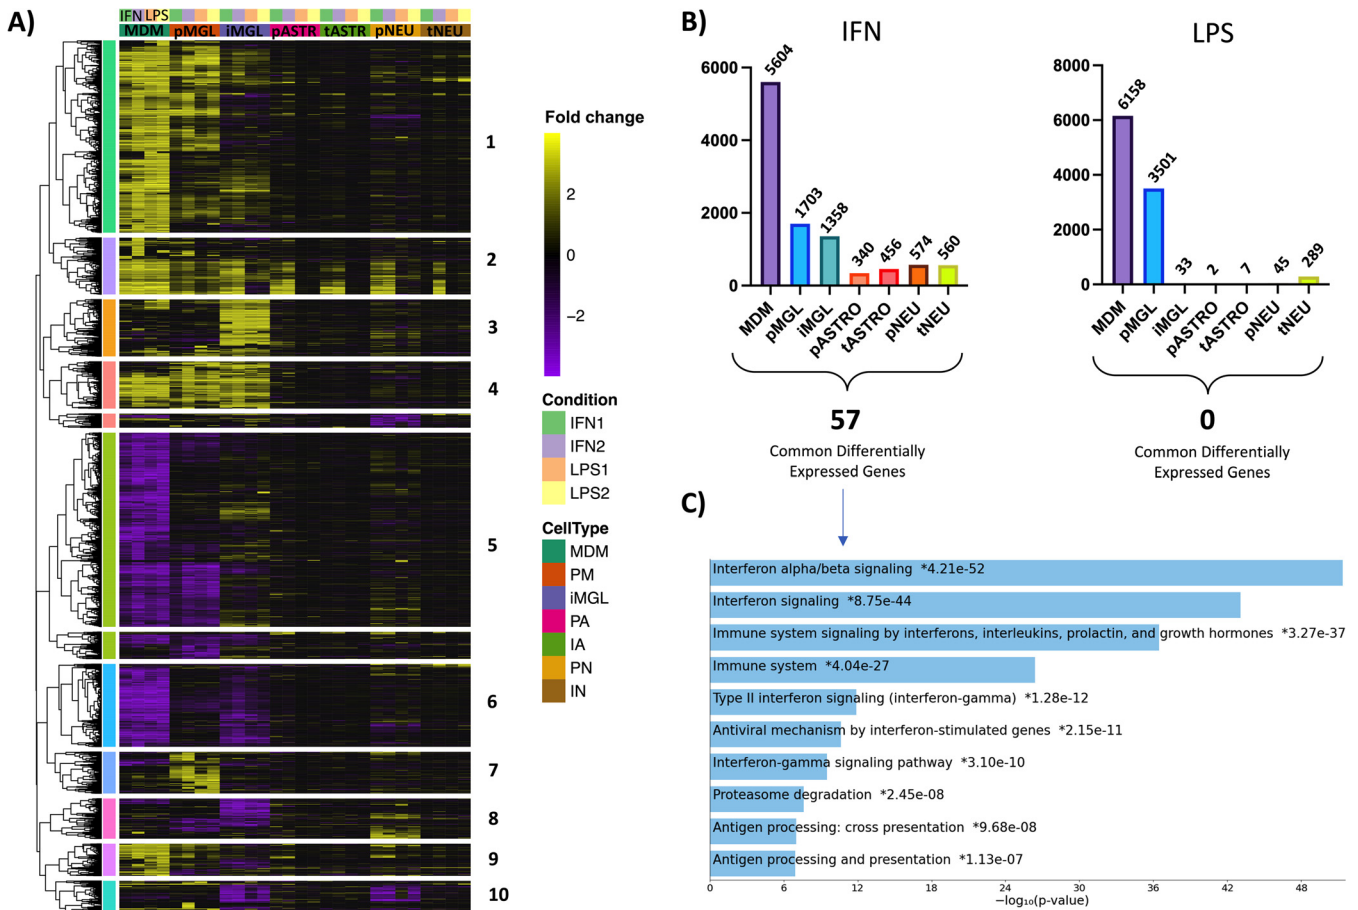 A)
IFN LPS
MDM pMGL iMGL pASTR tASTR pNEU tNEU
1
2
3
4
5
6
7
8
9
10
Fold change
2
0
−2
Condition
IFN1
IFN2
LPS1
LPS2
CellType
MDM
PM
iMGL
PA
IA
PN
IN
B)
IFN
6000
4000
2000
0
5604
1703
1358
340
456
574
560
MDM
pMGL
iMGL
pASTRO
tASTRO
pNEU
tNEU
57
Common Differentially
Expressed Genes
LPS
8000
6000
4000
2000
0
6158
3501
33
2
7
45
289
MDM
pMGL
iMGL
pASTRO
tASTRO
pNEU
tNEU
0
Common Differentially
Expressed Genes
C)
Interferon alpha/beta signaling *4.21e-52
Interferon signaling *8.75e-44
Immune system signaling by interferons, interleukins, prolactin, and growth hormones *3.27e-37
Immune system *4.04e-27
Type II interferon signaling (interferon-gamma) *1.28e-12
Antiviral mechanism by interferon-stimulated genes *2.15e-11
Interferon-gamma signaling pathway *3.10e-10
Proteasome degradation *2.45e-08
Antigen processing: cross presentation *9.68e-08
Antigen processing and presentation *1.13e-07
0 6 12 18 24 30 36 42 48
−log₁₀(p-value)